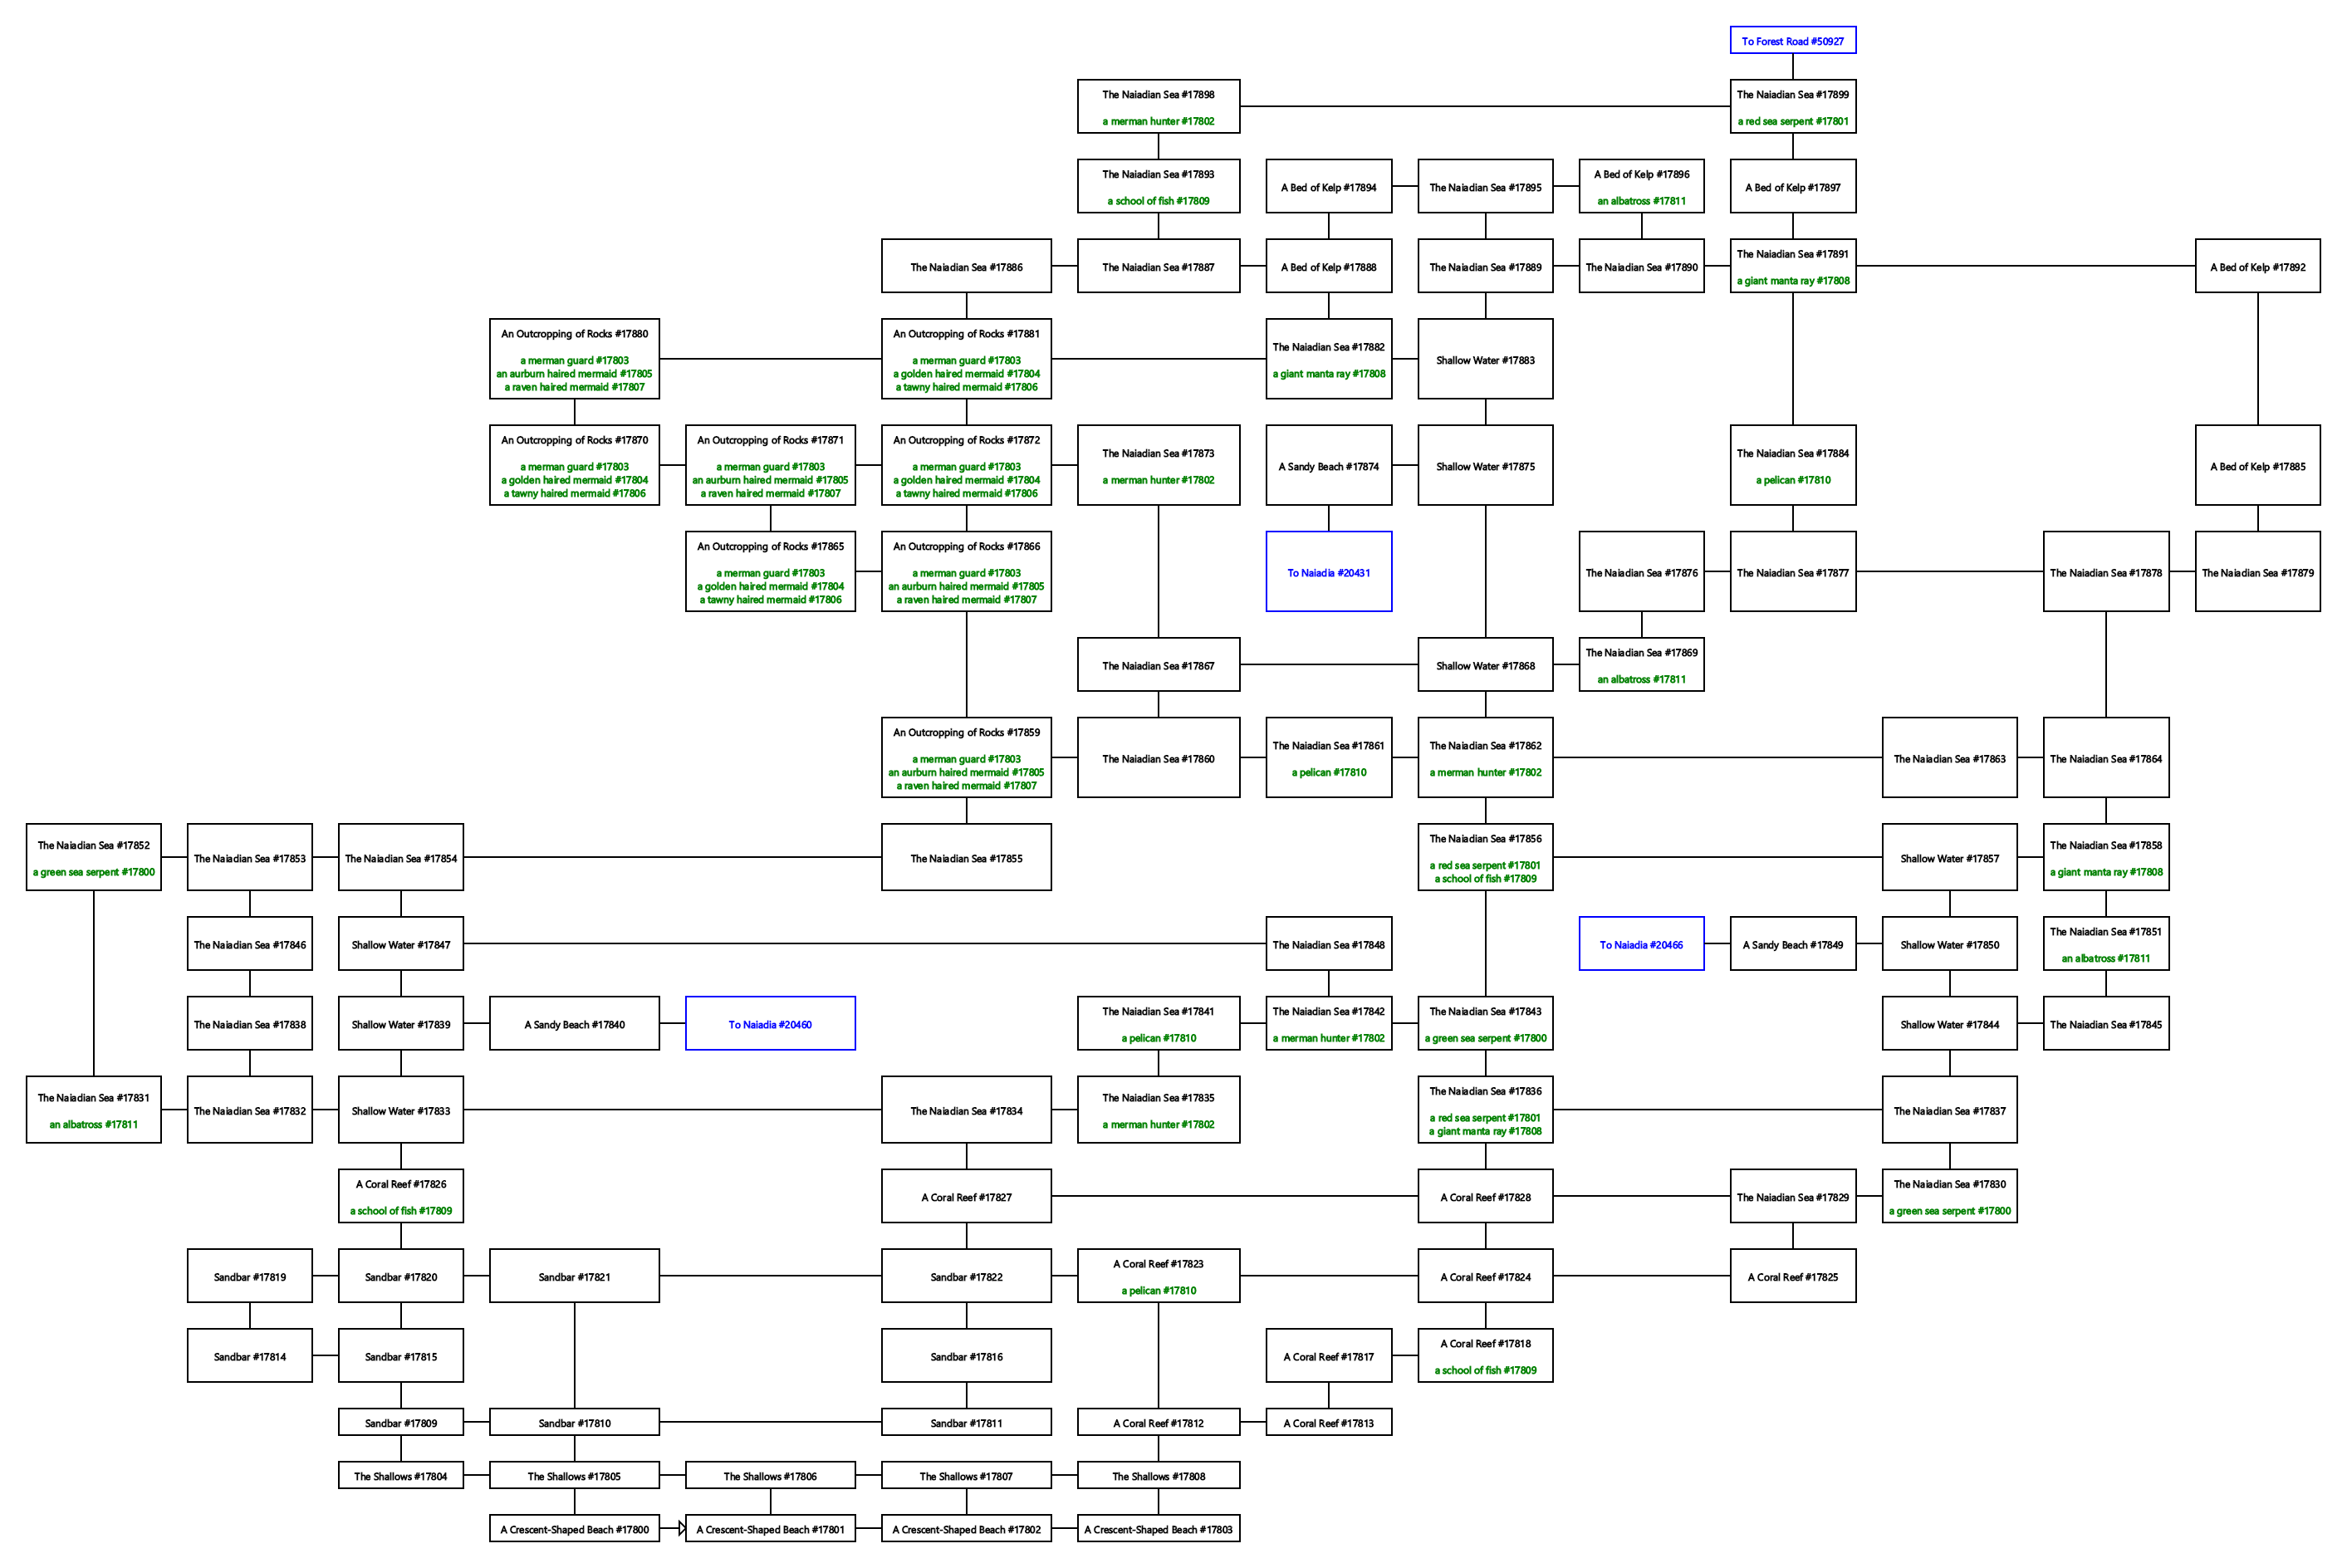 To Forest Road #50927
The Naiadian Sea #17898
a merman hunter #17802
The Naiadian Sea #17899
a red sea serpent #17801
The Naiadian Sea #17893
a school of fish #17809
A Bed of Kelp #17894
The Naiadian Sea #17895
A Bed of Kelp #17896
an albatross #17811
A Bed of Kelp #17897
The Naiadian Sea #17886
The Naiadian Sea #17887
A Bed of Kelp #17888
The Naiadian Sea #17889
The Naiadian Sea #17890
The Naiadian Sea #17891
a giant manta ray #17808
A Bed of Kelp #17892
An Outcropping of Rocks #17880
a merman guard #17803
an aurburn haired mermaid #17805
a raven haired mermaid #17807
An Outcropping of Rocks #17881
a merman guard #17803
a golden haired mermaid #17804
a tawny haired mermaid #17806
The Naiadian Sea #17882
a giant manta ray #17808
Shallow Water #17883
An Outcropping of Rocks #17870
a merman guard #17803
a golden haired mermaid #17804
a tawny haired mermaid #17806
An Outcropping of Rocks #17871
a merman guard #17803
an aurburn haired mermaid #17805
a raven haired mermaid #17807
An Outcropping of Rocks #17872
a merman guard #17803
a golden haired mermaid #17804
a tawny haired mermaid #17806
The Naiadian Sea #17873
a merman hunter #17802
A Sandy Beach #17874
Shallow Water #17875
The Naiadian Sea #17884
a pelican #17810
A Bed of Kelp #17885
An Outcropping of Rocks #17865
a merman guard #17803
a golden haired mermaid #17804
a tawny haired mermaid #17806
An Outcropping of Rocks #17866
a merman guard #17803
an aurburn haired mermaid #17805
a raven haired mermaid #17807
To Naiadia #20431
The Naiadian Sea #17876
The Naiadian Sea #17877
The Naiadian Sea #17878
The Naiadian Sea #17879
The Naiadian Sea #17867
Shallow Water #17868
The Naiadian Sea #17869
an albatross #17811
An Outcropping of Rocks #17859
a merman guard #17803
an aurburn haired mermaid #17805
a raven haired mermaid #17807
The Naiadian Sea #17860
The Naiadian Sea #17861
a pelican #17810
The Naiadian Sea #17862
a merman hunter #17802
The Naiadian Sea #17863
The Naiadian Sea #17864
The Naiadian Sea #17852
a green sea serpent #17800
The Naiadian Sea #17853
The Naiadian Sea #17854
The Naiadian Sea #17855
The Naiadian Sea #17856
a red sea serpent #17801
a school of fish #17809
Shallow Water #17857
The Naiadian Sea #17858
a giant manta ray #17808
The Naiadian Sea #17846
Shallow Water #17847
The Naiadian Sea #17848
To Naiadia #20466
A Sandy Beach #17849
Shallow Water #17850
The Naiadian Sea #17851
an albatross #17811
The Naiadian Sea #17838
Shallow Water #17839
A Sandy Beach #17840
To Naiadia #20460
The Naiadian Sea #17841
a pelican #17810
The Naiadian Sea #17842
a merman hunter #17802
The Naiadian Sea #17843
a green sea serpent #17800
Shallow Water #17844
The Naiadian Sea #17845
The Naiadian Sea #17831
an albatross #17811
The Naiadian Sea #17832
Shallow Water #17833
The Naiadian Sea #17834
The Naiadian Sea #17835
a merman hunter #17802
The Naiadian Sea #17836
a red sea serpent #17801
a giant manta ray #17808
The Naiadian Sea #17837
A Coral Reef #17826
a school of fish #17809
A Coral Reef #17827
A Coral Reef #17828
The Naiadian Sea #17829
The Naiadian Sea #17830
a green sea serpent #17800
Sandbar #17819
Sandbar #17820
Sandbar #17821
Sandbar #17822
A Coral Reef #17823
a pelican #17810
A Coral Reef #17824
A Coral Reef #17825
Sandbar #17814
Sandbar #17815
Sandbar #17816
A Coral Reef #17817
A Coral Reef #17818
a school of fish #17809
Sandbar #17809
Sandbar #17810
Sandbar #17811
A Coral Reef #17812
A Coral Reef #17813
The Shallows #17804
The Shallows #17805
The Shallows #17806
The Shallows #17807
The Shallows #17808
A Crescent-Shaped Beach #17800
A Crescent-Shaped Beach #17801
A Crescent-Shaped Beach #17802
A Crescent-Shaped Beach #17803